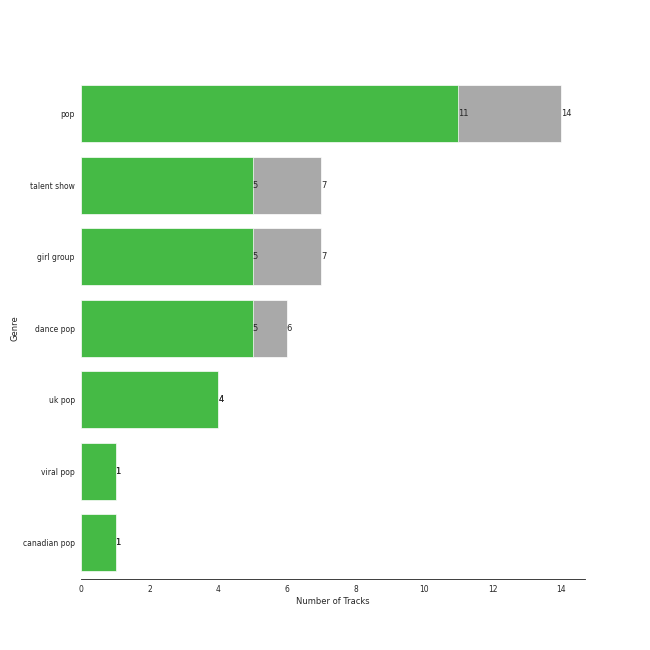 pop 11 14
talent show 5 7
girl group 5 7
dance pop 5 6
uk pop 4
viral pop 1
canadian pop 1
Genre
0 2 4 6 8 10 12 14
Number of Tracks